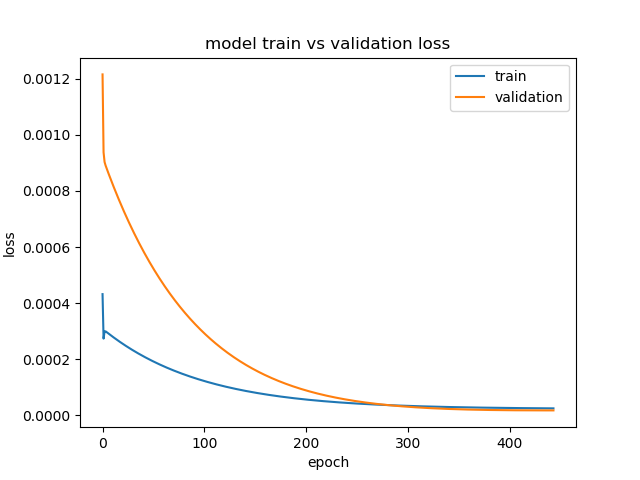 model train vs validation loss
train
validation
loss
0.0012
0.0010
0.0008
0.0006
0.0004
0.0002
0.0000
0
100
200
300
400
epoch